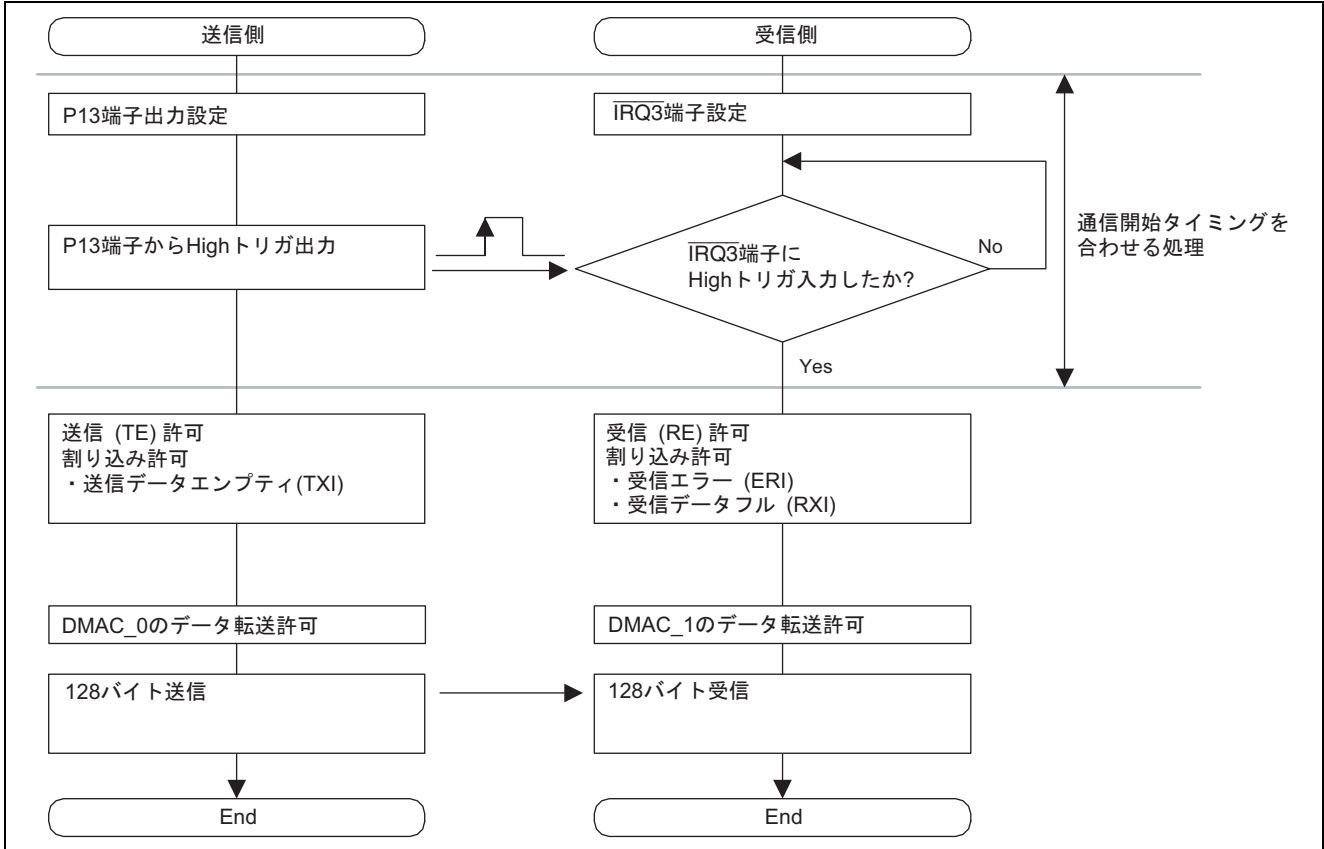 送信側
受信側
P13端子出力設定
IRQ3端子設定
P13端子からHighトリガ出力
IRQ3端子に
Highトリガ入力したか?
No
Yes
通信開始タイミングを
合わせる処理
送信 (TE) 許可
割り込み許可
・送信データエンプティ(TXI)
受信 (RE) 許可
割り込み許可
・受信エラー (ERI)
・受信データフル (RXI)
DMAC_0のデータ転送許可
DMAC_1のデータ転送許可
128バイト送信
128バイト受信
End
End